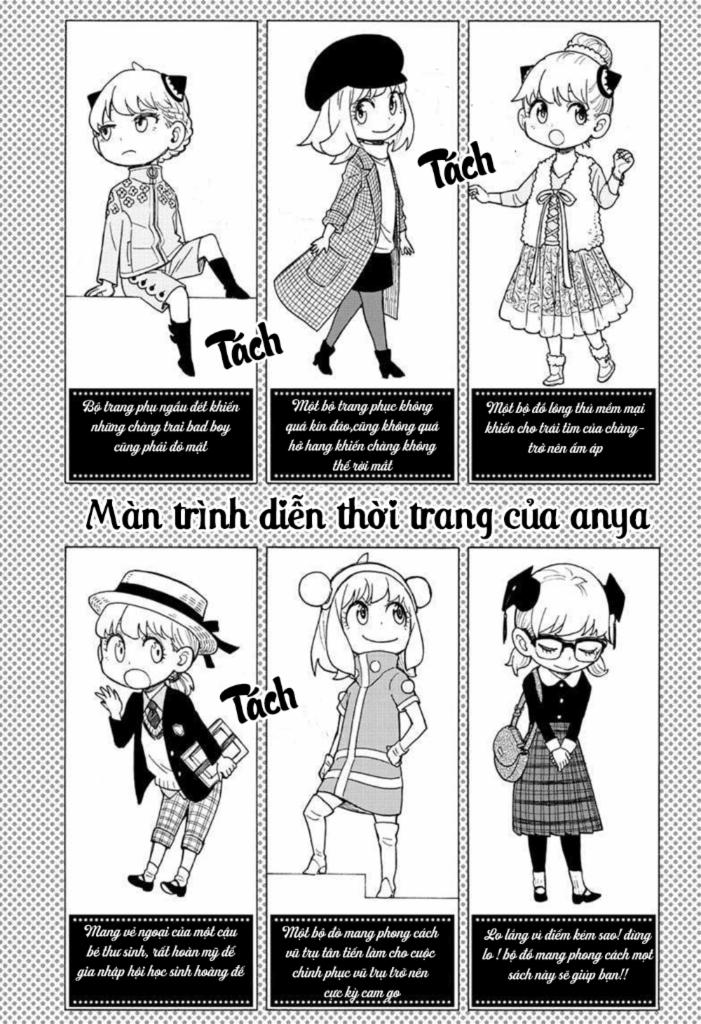 Tách
Tách
Bộ trang phụ ngầu đét khiến
những chàng trai bad boy
cũng phải đỏ mặt
Một bộ trang phục không
quá kín đáo,cũng không quá
hở hang khiến chàng không
thể rời mắt
Một bộ đồ lông thú mềm mại
khiến cho trái tim của chàng-
trở nên ấm áp
Màn trình diễn thời trang của anya
Tách
Mang vẻ ngoại của một cậu
bé thư sinh, rất hoàn mỹ để
gia nhập hội học sinh hoàng đế
Một bộ đồ mang phong cách
vũ trụ tân tiến làm cho cuộc
chinh phục vũ trụ trở nên
cực kỳ cam go
Lo lắng vì điểm kém sao! đừng
lo ! bộ đồ mang phong cách mọt
sách này sẽ giúp bạn!!